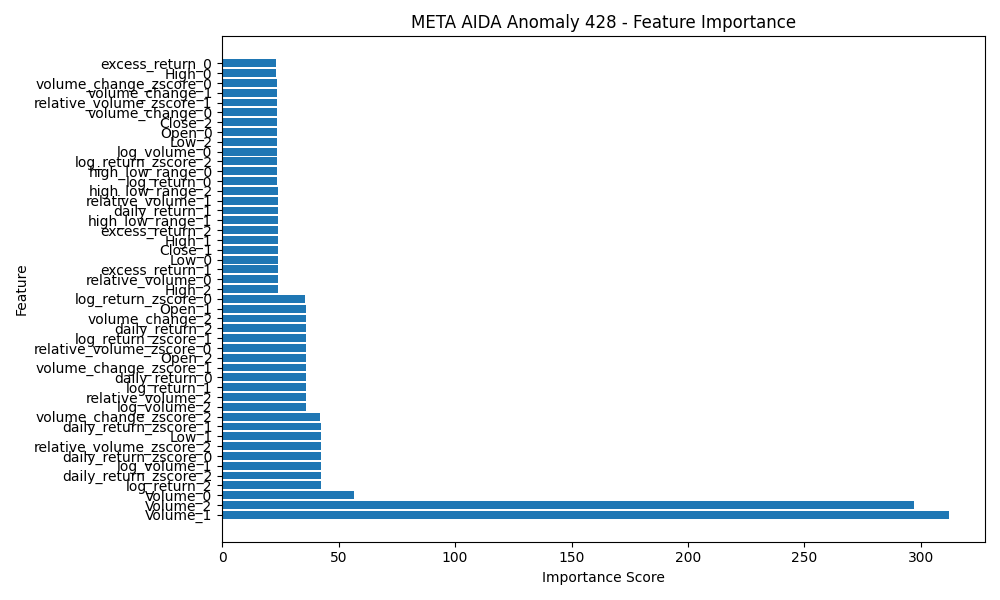 META AIDA Anomaly 428 - Feature Importance
Feature
excess_return_0
High_0
volume_change_zscore_0
volume_change_1
relative_volume_zscore_1
volume_change_0
Close_2
Open_0
Low_2
log_volume_0
log_return_zscore_2
high_low_range_0
log_return_0
high_low_range_2
relative_volume_1
daily_return_1
high_low_range_1
excess_return_2
High_1
Close_1
Low_0
excess_return_1
relative_volume_0
High_2
log_return_zscore_0
Open_1
volume_change_2
daily_return_2
log_return_zscore_1
relative_volume_zscore_0
Open_2
volume_change_zscore_1
daily_return_0
log_return_1
relative_volume_2
log_volume_2
volume_change_zscore_2
daily_return_zscore_1
Low_1
relative_volume_zscore_2
daily_return_zscore_0
log_volume_1
daily_return_zscore_2
log_return_2
Volume_0
Volume_2
Volume_1
0 50 100 150 200 250 300
Importance Score